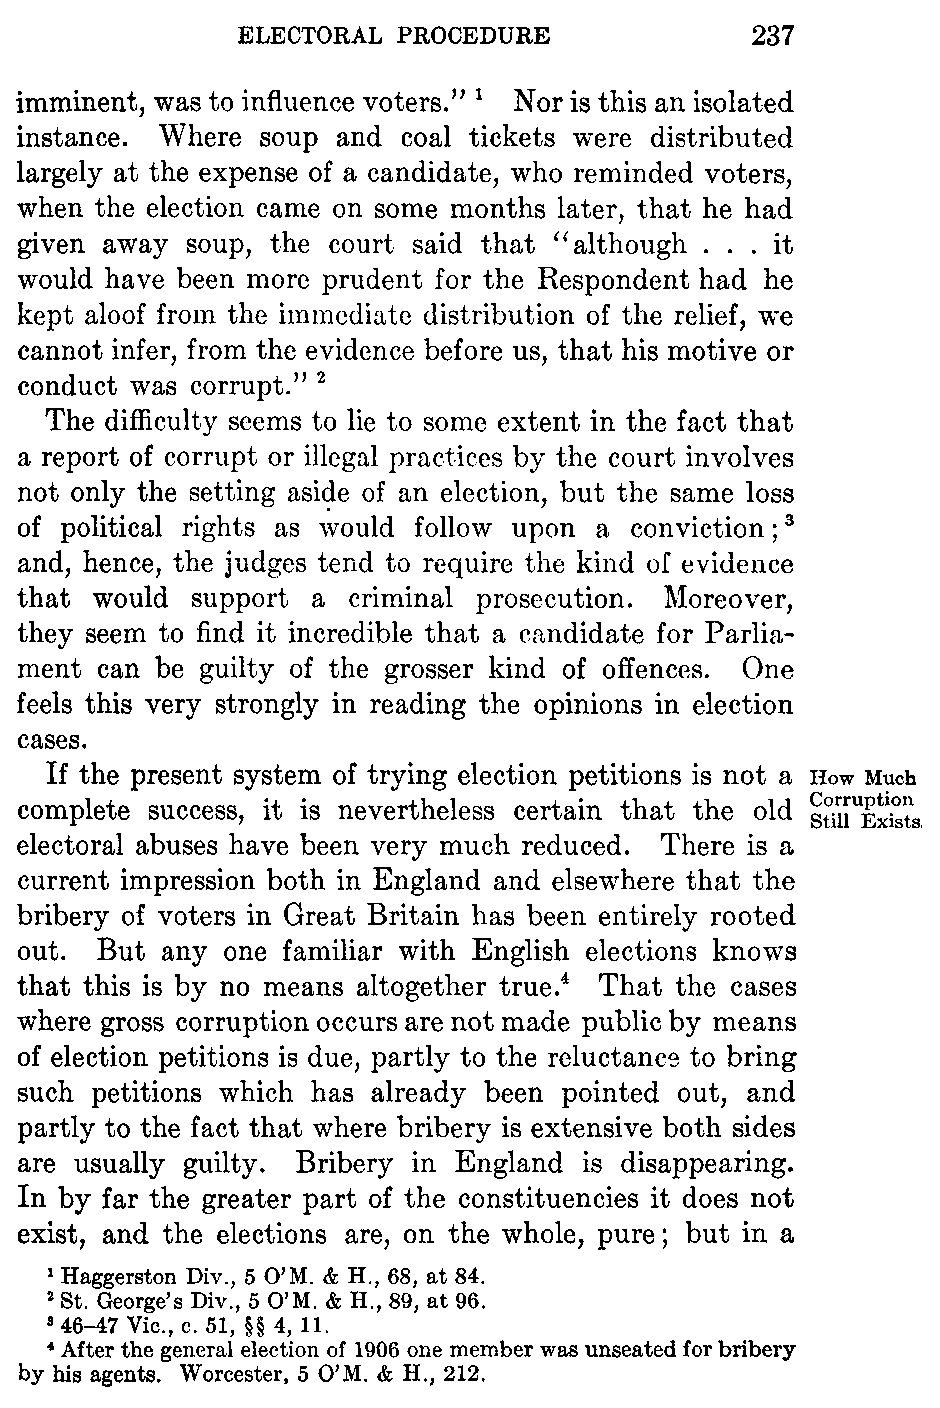 ELECTORAL PROCEDURE 237
imminent, was to influence voters." ¹ Nor is this an isolated
instance. Where soup and coal tickets were distributed
largely at the expense of a candidate, who reminded voters,
when the election came on some months later, that he had
given away soup, the court said that "although . . . it
would have been more prudent for the Respondent had he
kept aloof from the immediate distribution of the relief, we
cannot infer, from the evidence before us, that his motive or
conduct was corrupt." ²
The difficulty seems to lie to some extent in the fact that
a report of corrupt or illegal practices by the court involves
not only the setting aside of an election, but the same loss
of political rights as would follow upon a conviction; ³
and, hence, the judges tend to require the kind of evidence
that would support a criminal prosecution. Moreover,
they seem to find it incredible that a candidate for Parlia-
ment can be guilty of the grosser kind of offences. One
feels this very strongly in reading the opinions in election
cases.
If the present system of trying election petitions is not a
complete success, it is nevertheless certain that the old
electoral abuses have been very much reduced. There is a
current impression both in England and elsewhere that the
bribery of voters in Great Britain has been entirely rooted
out. But any one familiar with English elections knows
that this is by no means altogether true.⁴ That the cases
where gross corruption occurs are not made public by means
of election petitions is due, partly to the reluctance to bring
such petitions which has already been pointed out, and
partly to the fact that where bribery is extensive both sides
are usually guilty. Bribery in England is disappearing.
In by far the greater part of the constituencies it does not
exist, and the elections are, on the whole, pure; but in a
How Much
Corruption
Still Exists.
¹ Haggerston Div., 5 O'M. & H., 68, at 84.
² St. George's Div., 5 O'M. & H., 89, at 96.
³ 46–47 Vic., c. 51, §§ 4, 11.
⁴ After the general election of 1906 one member was unseated for bribery
by his agents. Worcester, 5 O'M. & H., 212.